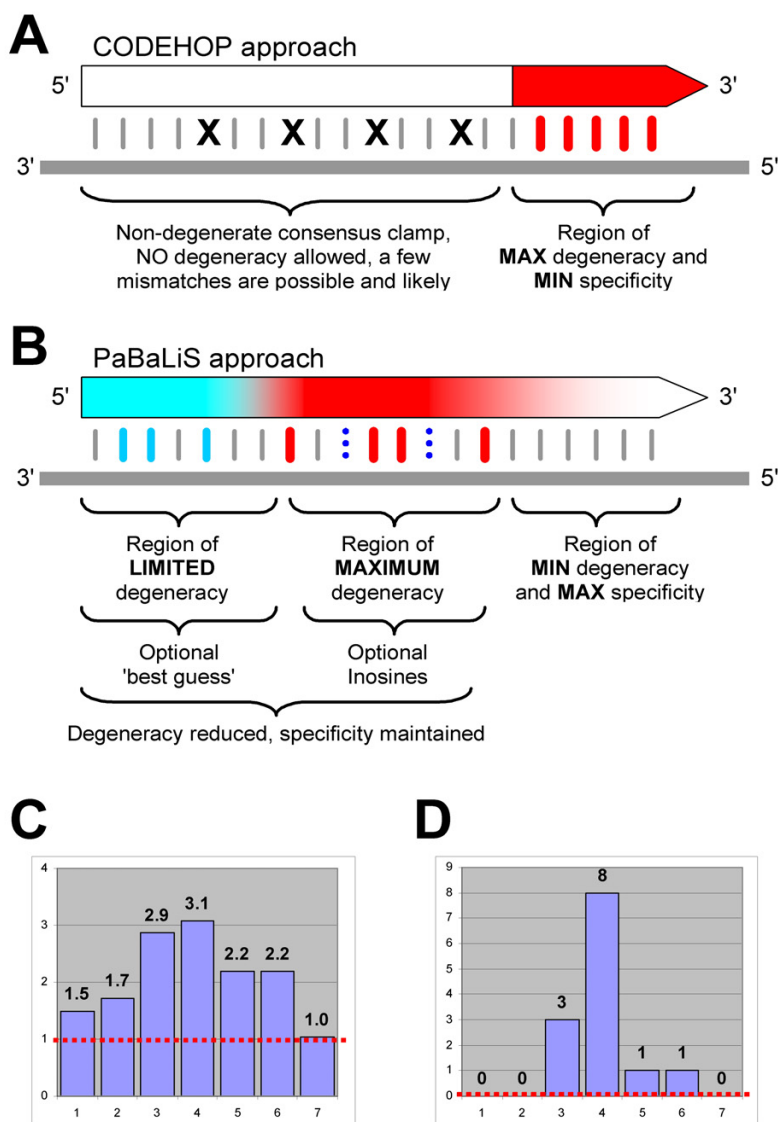 A
CODEHOP approach
5' 3'
X X X X
3' 5'
Non-degenerate consensus clamp,
NO degeneracy allowed, a few
mismatches are possible and likely
Region of
MAX degeneracy and
MIN specificity
B
PaBaLiS approach
5' 3'
3' 5'
Region of
LIMITED
degeneracy
Region of
MAXIMUM
degeneracy
Region of
MIN degeneracy
and MAX specificity
Optional
'best guess'
Optional
Inosines
Degeneracy reduced, specificity maintained
C
4
3
2
1
0
1.5
1.7
2.9
3.1
2.2
2.2
1.0
1 2 3 4 5 6 7
D
9
8
7
6
5
4
3
2
1
0
0
0
3
8
1
1
0
1 2 3 4 5 6 7